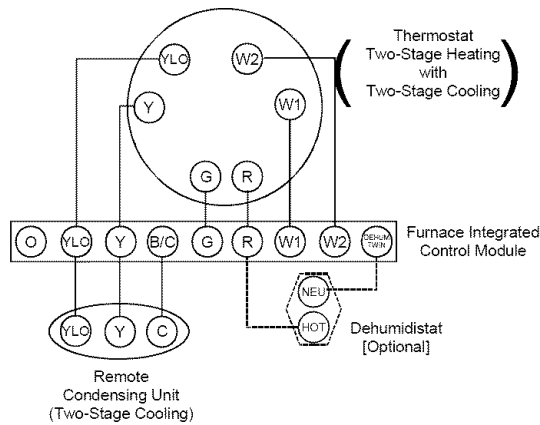 Thermostat
Two-Stage Heating
with
Two-Stage Cooling
YLO
W2
Y
W1
G
R
O
YLO
Y
B/C
G
R
W1
W2
DEHUM
TWIN
Furnace Integrated
Control Module
NEU
HOT
Dehumidistat
[Optional]
YLO
Y
C
Remote
Condensing Unit
(Two-Stage Cooling)